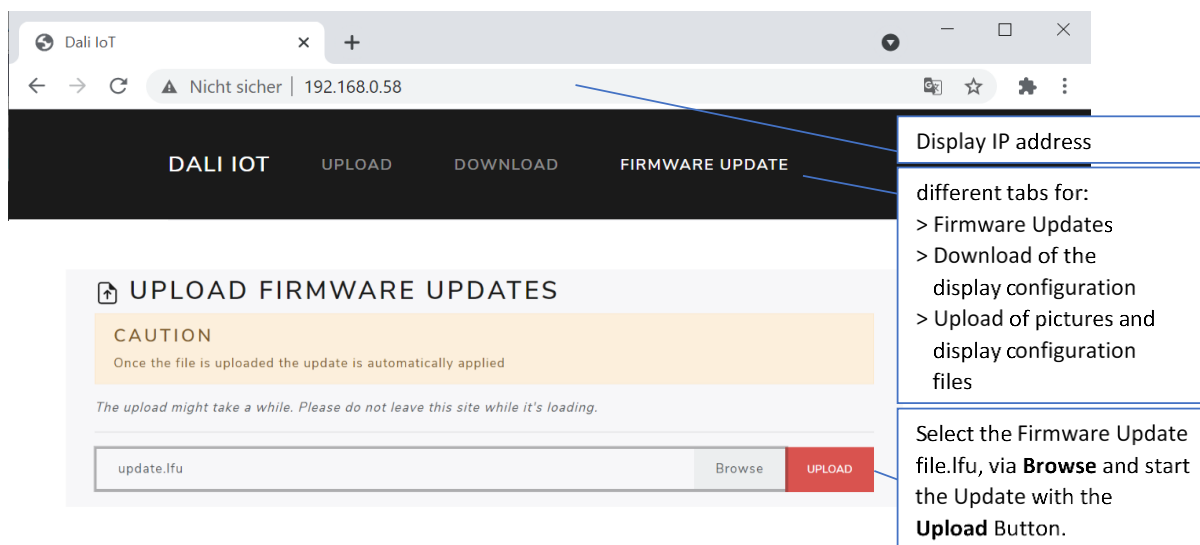 Dali IoT
Nicht sicher | 192.168.0.58
DALI IOT UPLOAD DOWNLOAD FIRMWARE UPDATE
Display IP address
different tabs for:
> Firmware Updates
> Download of the
display configuration
> Upload of pictures and
display configuration
files
UPLOAD FIRMWARE UPDATES
CAUTION
Once the file is uploaded the update is automatically applied
The upload might take a while. Please do not leave this site while it's loading.
update.lfu Browse UPLOAD
Select the Firmware Update
file.lfu, via Browse and start
the Update with the
Upload Button.